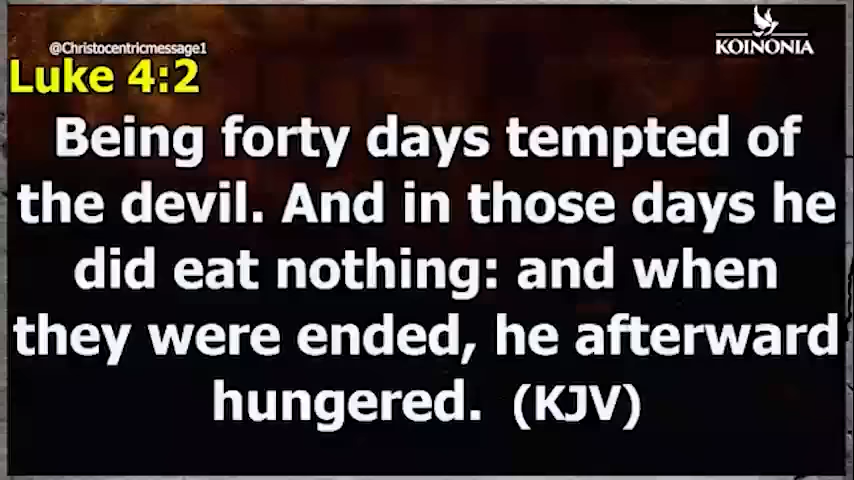 @Christocentricmessage1
KOINONIA
Luke 4:2
Being forty days tempted of
the devil. And in those days he
did eat nothing: and when
they were ended, he afterward
hungered. (KJV)